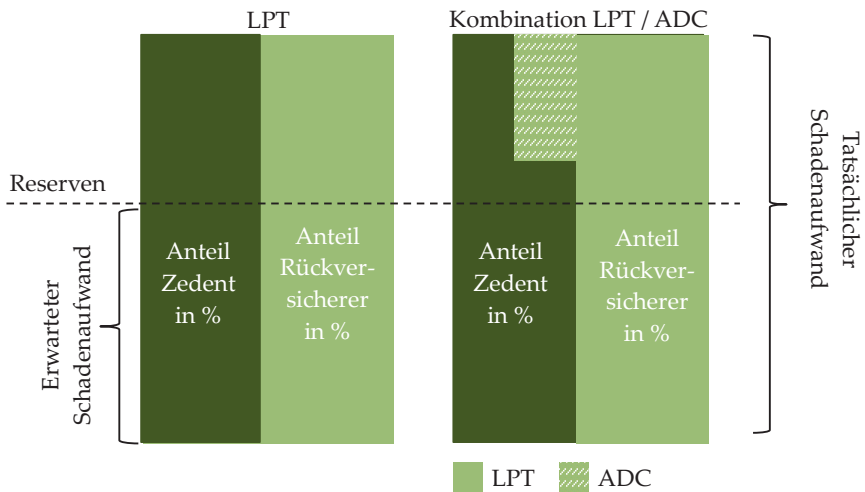 LPT
Kombination LPT / ADC
Reserven
Erwarteter
Schadenaufwand
Anteil
Zedent
in %
Anteil
Rückver-
sicherer
in %
Anteil
Zedent
in %
Anteil
Rückver-
sicherer
in %
Tatsächlicher
Schadenaufwand
LPT
ADC